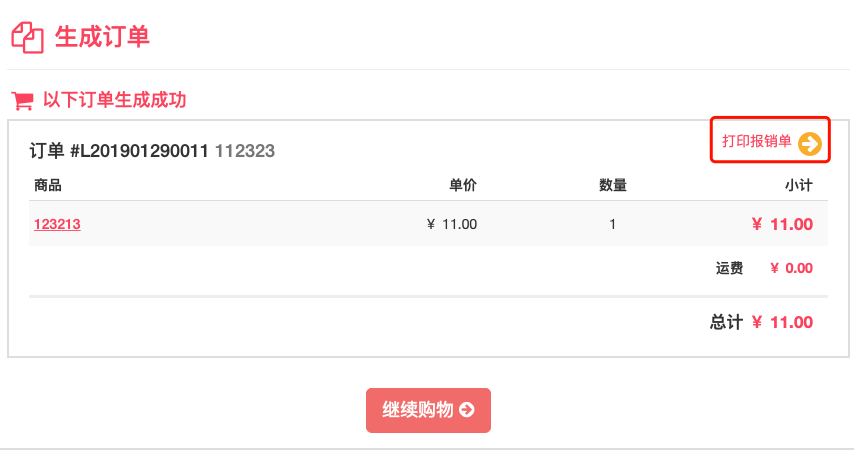 生成订单
以下订单生成成功
打印报销单
订单 #L201901290011 112323
商品 单价 数量 小计
123213 ¥ 11.00 1 ¥ 11.00
运费 ¥ 0.00
总计 ¥ 11.00
继续购物